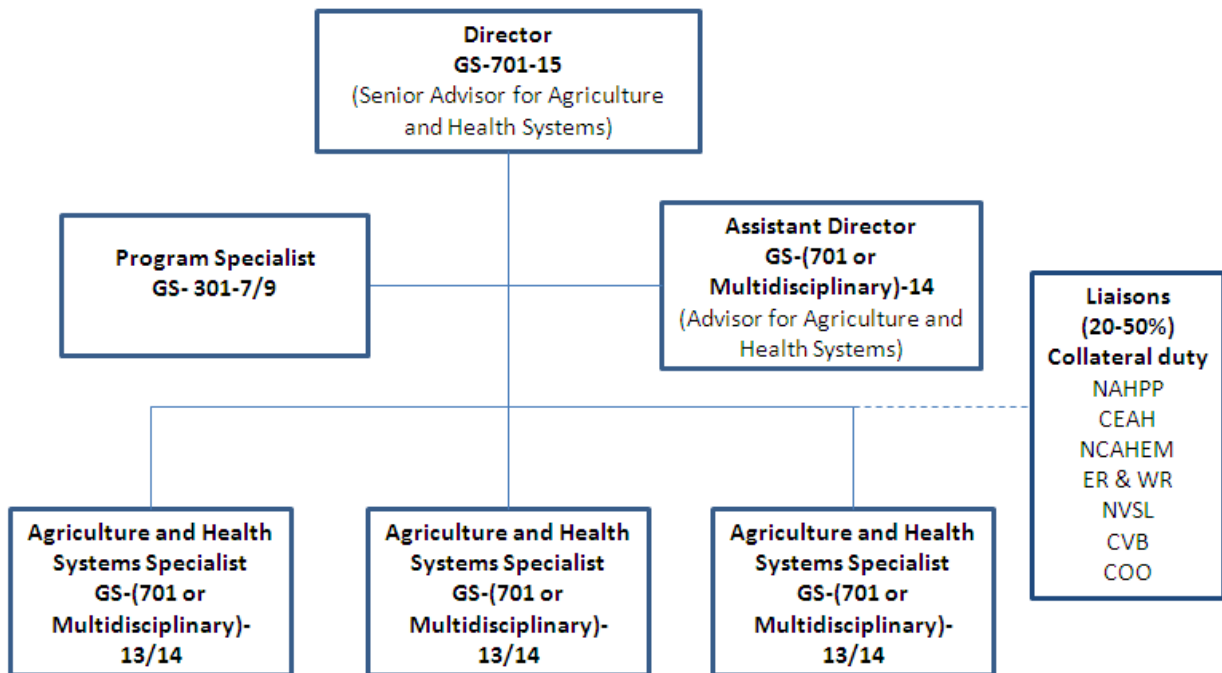 Director
GS-701-15
(Senior Advisor for Agriculture
and Health Systems)
Program Specialist
GS- 301-7/9
Assistant Director
GS-(701 or
Multidisciplinary)-14
(Advisor for Agriculture and
Health Systems)
Liaisons
(20-50%)
Collateral duty
NAHPP
CEAH
NCAHEM
ER & WR
NVSL
CVB
COO
Agriculture and Health
Systems Specialist
GS-(701 or
Multidisciplinary)-
13/14
Agriculture and Health
Systems Specialist
GS-(701 or
Multidisciplinary)-
13/14
Agriculture and Health
Systems Specialist
GS-(701 or
Multidisciplinary)-
13/14